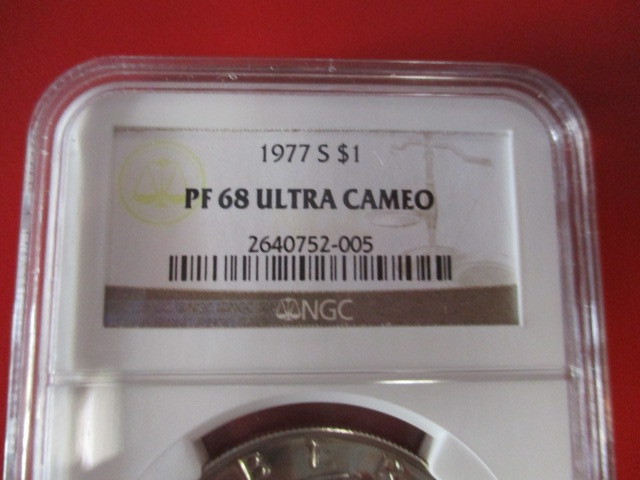 1977 S $1
PF 68 ULTRA CAMEO
2640752-005
NGC